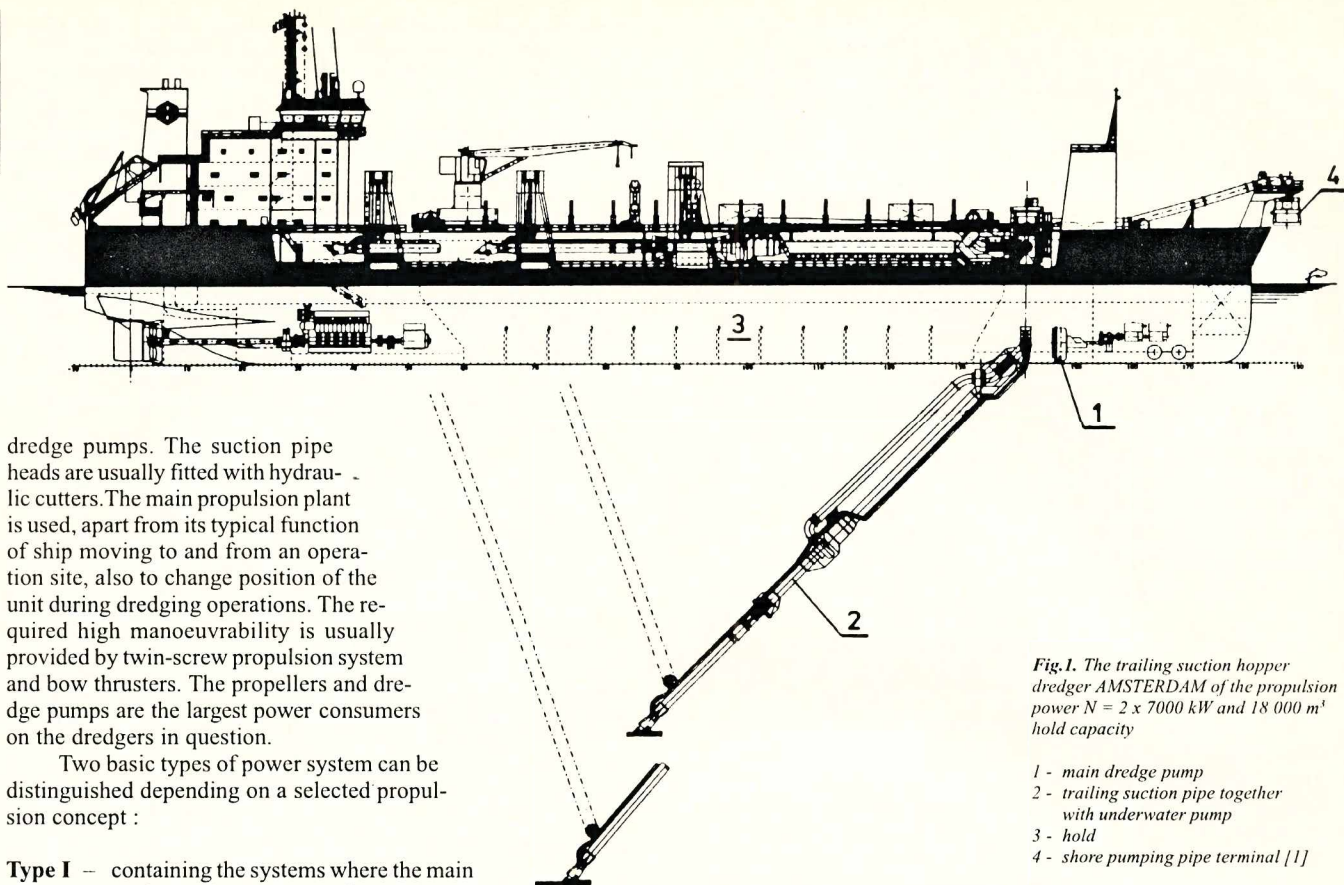 4
3
1
2
dredge pumps. The suction pipe
heads are usually fitted with hydrau-
lic cutters.The main propulsion plant
is used, apart from its typical function
of ship moving to and from an opera-
tion site, also to change position of the
unit during dredging operations. The re-
quired high manoeuvrability is usually
provided by twin-screw propulsion system
and bow thrusters. The propellers and dre-
dge pumps are the largest power consumers
on the dredgers in question.
Two basic types of power system can be
distinguished depending on a selected propul-
sion concept :
Type I – containing the systems where the main
Fig.1. The trailing suction hopper
dredger AMSTERDAM of the propulsion
power N = 2 x 7000 kW and 18 000 m³
hold capacity
1 - main dredge pump
2 - trailing suction pipe together
with underwater pump
3 - hold
4 - shore pumping pipe terminal [1]